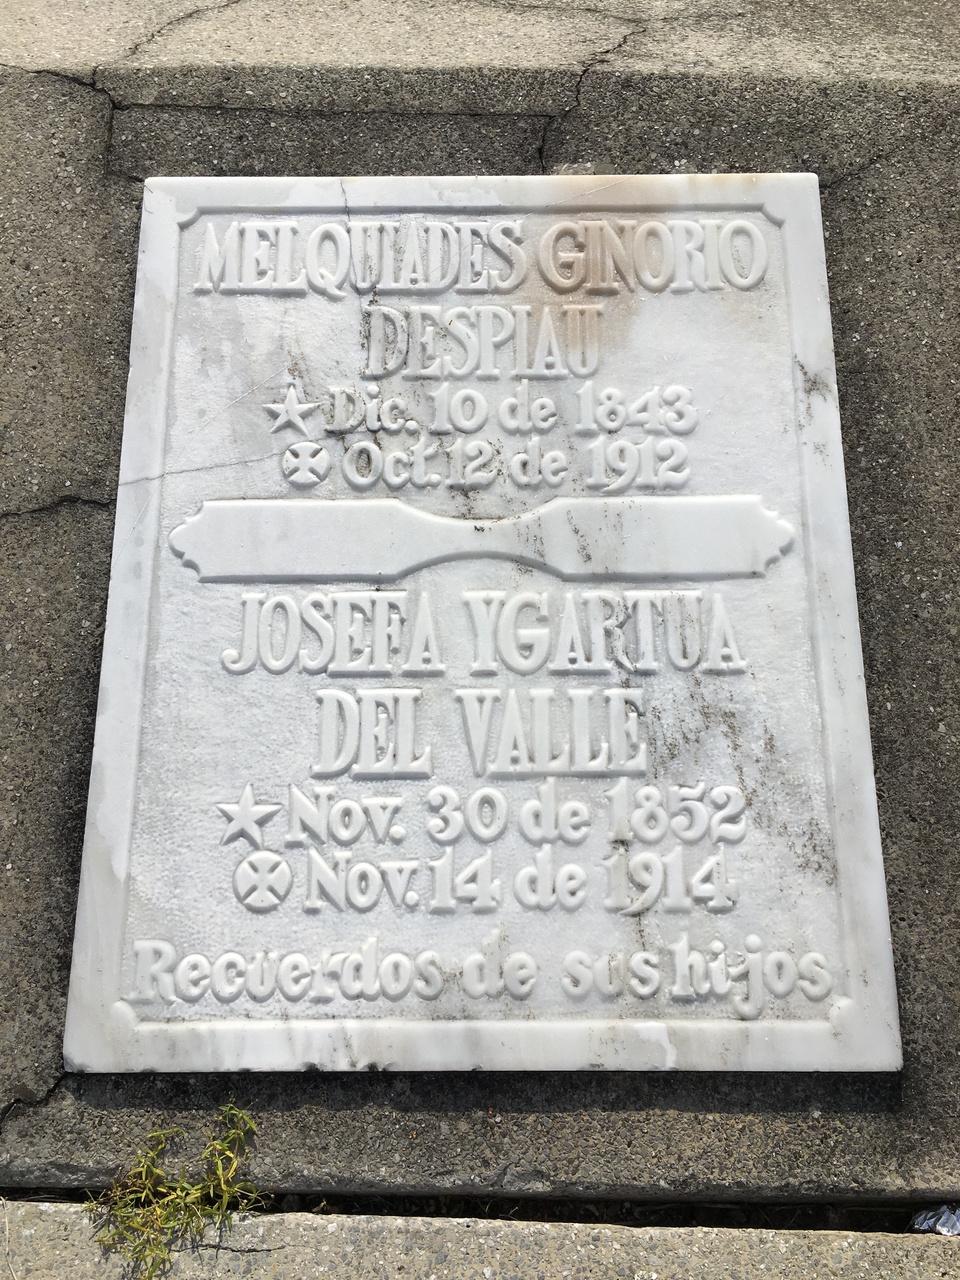 MELQUIADES GINORIO
DESPIAU
Dic. 10 de 1843
Oct. 12 de 1912
JOSEFA YGARTUA
DEL VALLE
Nov. 30 de 1852
Nov. 14 de 1914
Recuerdos de sus hijos